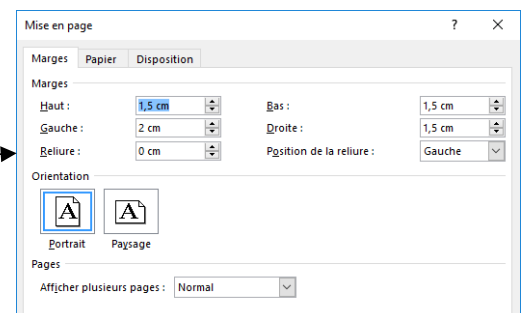 Mise en page ? ×
Marges Papier Disposition
Marges
Haut : 1,5 cm Bas : 1,5 cm
Gauche : 2 cm Droite : 1,5 cm
Reliure : 0 cm Position de la reliure : Gauche
Orientation
A A
Portrait Paysage
Pages
Afficher plusieurs pages : Normal